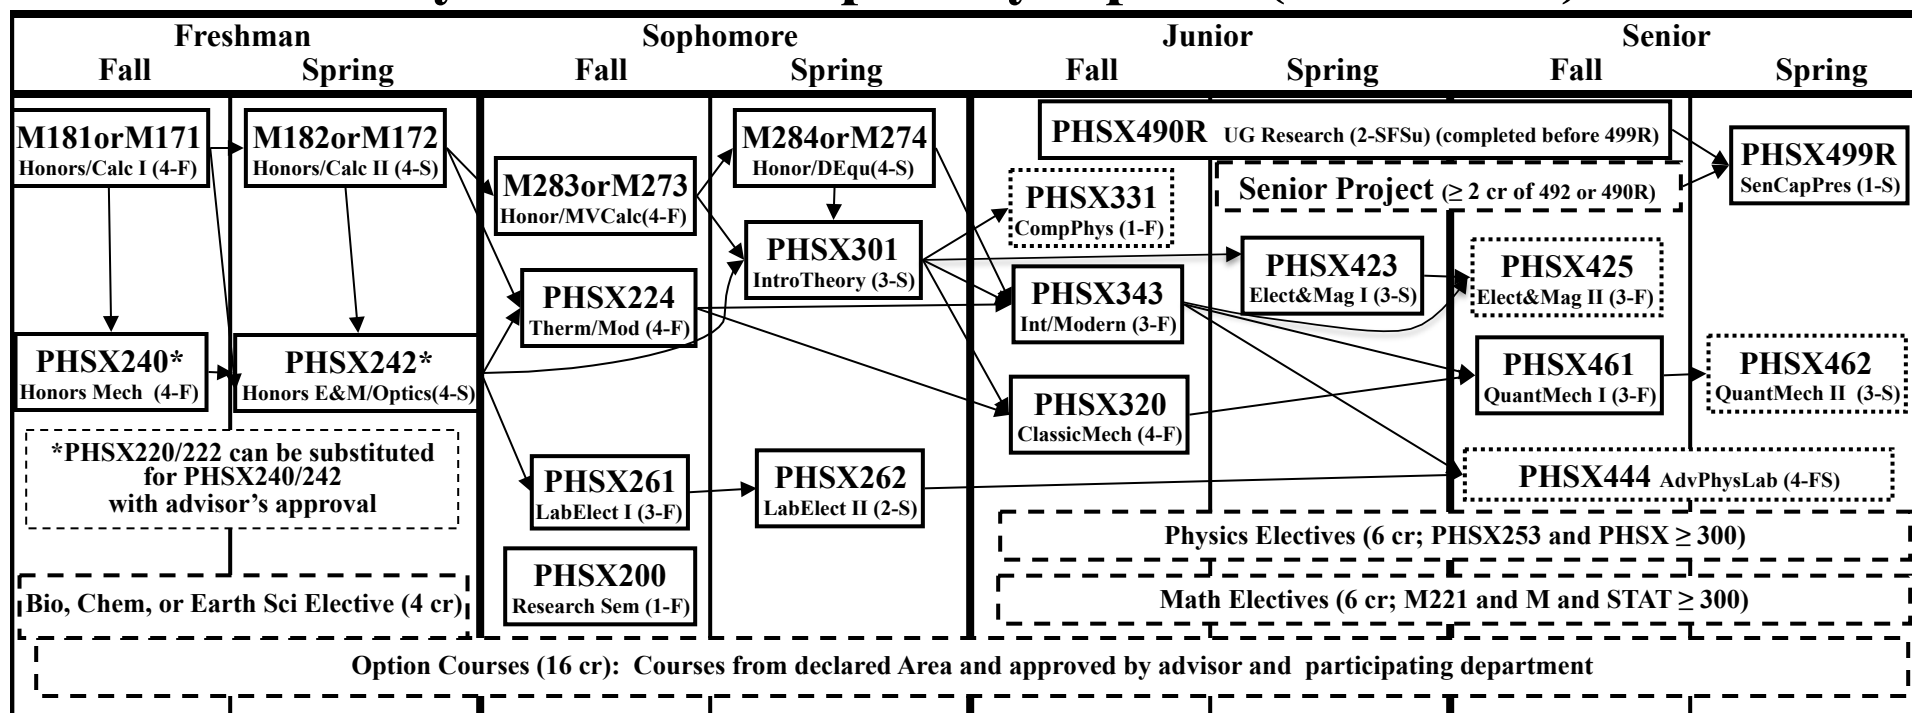 Freshman Sophomore Junior Senior
Fall Spring Fall Spring Fall Spring Fall Spring
M181orM171
Honors/Calc I (4-F)
M182orM172
Honors/Calc II (4-S)
M283orM273
Honor/MVCalc(4-F)
M284orM274
Honor/DEqu(4-S)
PHSX490R UG Research (2-SFSu) (completed before 499R)
PHSX499R
SenCapPres (1-S)
Senior Project (≥ 2 cr of 492 or 490R)
PHSX331
CompPhys (1-F)
PHSX301
IntroTheory (3-S)
PHSX224
Therm/Mod (4-F)
PHSX343
Int/Modern (3-F)
PHSX423
Elect&Mag I (3-S)
PHSX425
Elect&Mag II (3-F)
PHSX240*
Honors Mech (4-F)
PHSX242*
Honors E&M/Optics(4-S)
PHSX320
ClassicMech (4-F)
PHSX461
QuantMech I (3-F)
PHSX462
QuantMech II (3-S)
*PHSX220/222 can be substituted
for PHSX240/242
with advisor's approval
PHSX261
LabElect I (3-F)
PHSX262
LabElect II (2-S)
PHSX444 AdvPhysLab (4-FS)
PHSX200
Research Sem (1-F)
Physics Electives (6 cr; PHSX253 and PHSX ≥ 300)
Bio, Chem, or Earth Sci Elective (4 cr)
Math Electives (6 cr; M221 and M and STAT ≥ 300)
Option Courses (16 cr): Courses from declared Area and approved by advisor and participating department